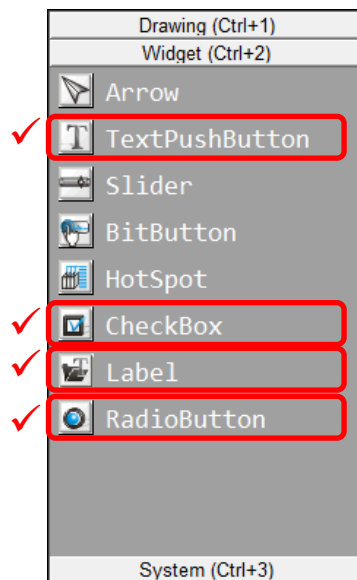 Drawing (Ctrl+1)
Widget (Ctrl+2)
Arrow
TextPushButton
Slider
BitButton
HotSpot
CheckBox
Label
RadioButton
System (Ctrl+3)